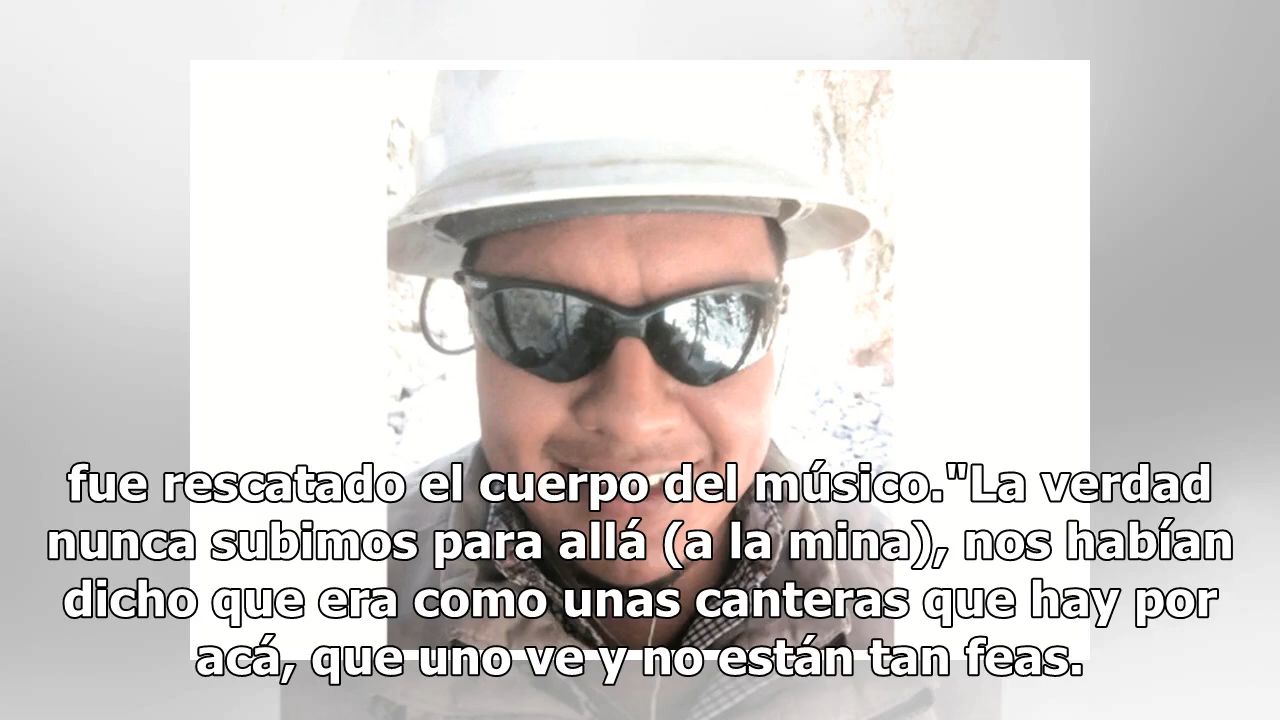 fue rescatado el cuerpo del músico."La verdad
nunca subimos para allá (a la mina), nos habían
dicho que era como unas canteras que hay por
acá, que uno ve y no están tan feas.